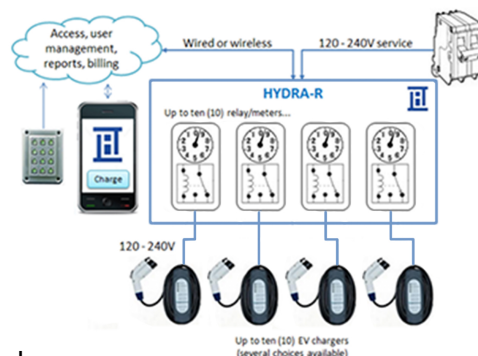 Access, user
management,
reports, billing
Wired or wireless
120 - 240V service
HYDRA-R
Up to ten (10) relay/meters...
Charge
120 - 240V
Up to ten (10) EV chargers
(several choices available)